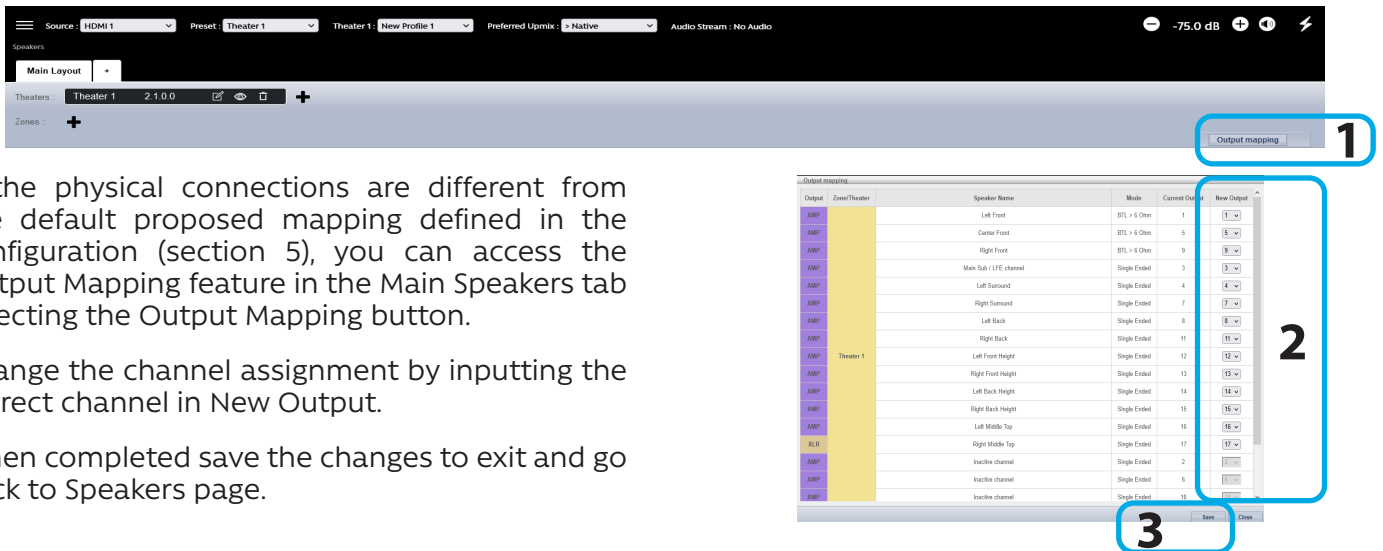 Source : HDMI 1 Preset : Theater 1 Theater 1 : New Profile 1 Preferred Upmix : > Native Audio Stream : No Audio -75.0 dB
Speakers
Main Layout +
Theaters : Theater 1 2.1.0.0
Zones :
Output mapping
1
the physical connections are different from
default proposed mapping defined in the
(section 5), you can access the
Mapping feature in the Main Speakers tab
the Output Mapping button.
the channel assignment by inputting the
channel in New Output.
completed save the changes to exit and go
to Speakers page.
Output mapping
Output Zone/Theater Speaker Name Mode Current Output New Output
AMP Left Front BTL > 6 Ohm 1 1
AMP Center Front BTL > 6 Ohm 5 5
AMP Right Front BTL > 6 Ohm 9 9
AMP Main Sub / LFE channel Single Ended 3 3
AMP Left Surround Single Ended 4 4
AMP Right Surround Single Ended 7 7
AMP Left Back Single Ended 8 8
AMP Right Back Single Ended 11 11
AMP Theater 1 Left Front Height Single Ended 12 12
AMP Right Front Height Single Ended 13 13
AMP Left Back Height Single Ended 14 14
AMP Right Back Height Single Ended 15 15
AMP Left Middle Top Single Ended 16 16
XLR Right Middle Top Single Ended 17 17
AMP Inactive channel Single Ended 2 2
AMP Inactive channel Single Ended 6 6
AMP Inactive channel Single Ended 10
2
Save Close
3